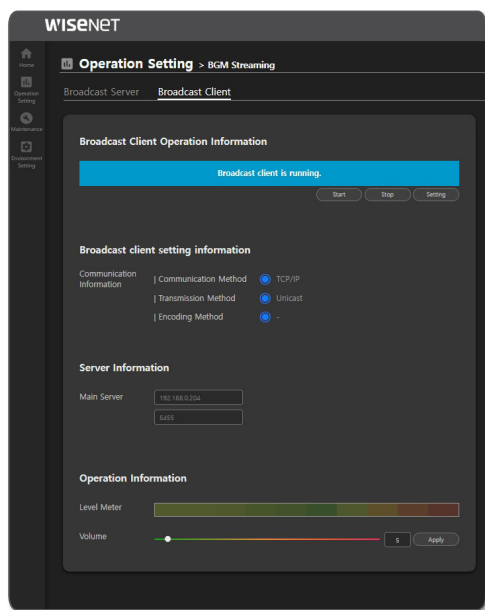 WISENET
Home
Operation Setting > BGM Streaming
Operation
Setting
Broadcast Server Broadcast Client
Maintenance
Environment
Setting
Broadcast Client Operation Information
Broadcast client is running.
Start Stop Setting
Broadcast client setting information
Communication
Information
| Communication Method TCP/IP
| Transmission Method Unicast
| Encoding Method -
Server Information
Main Server 192.168.0.204
5455
Operation Information
Level Meter
Volume 5 Apply